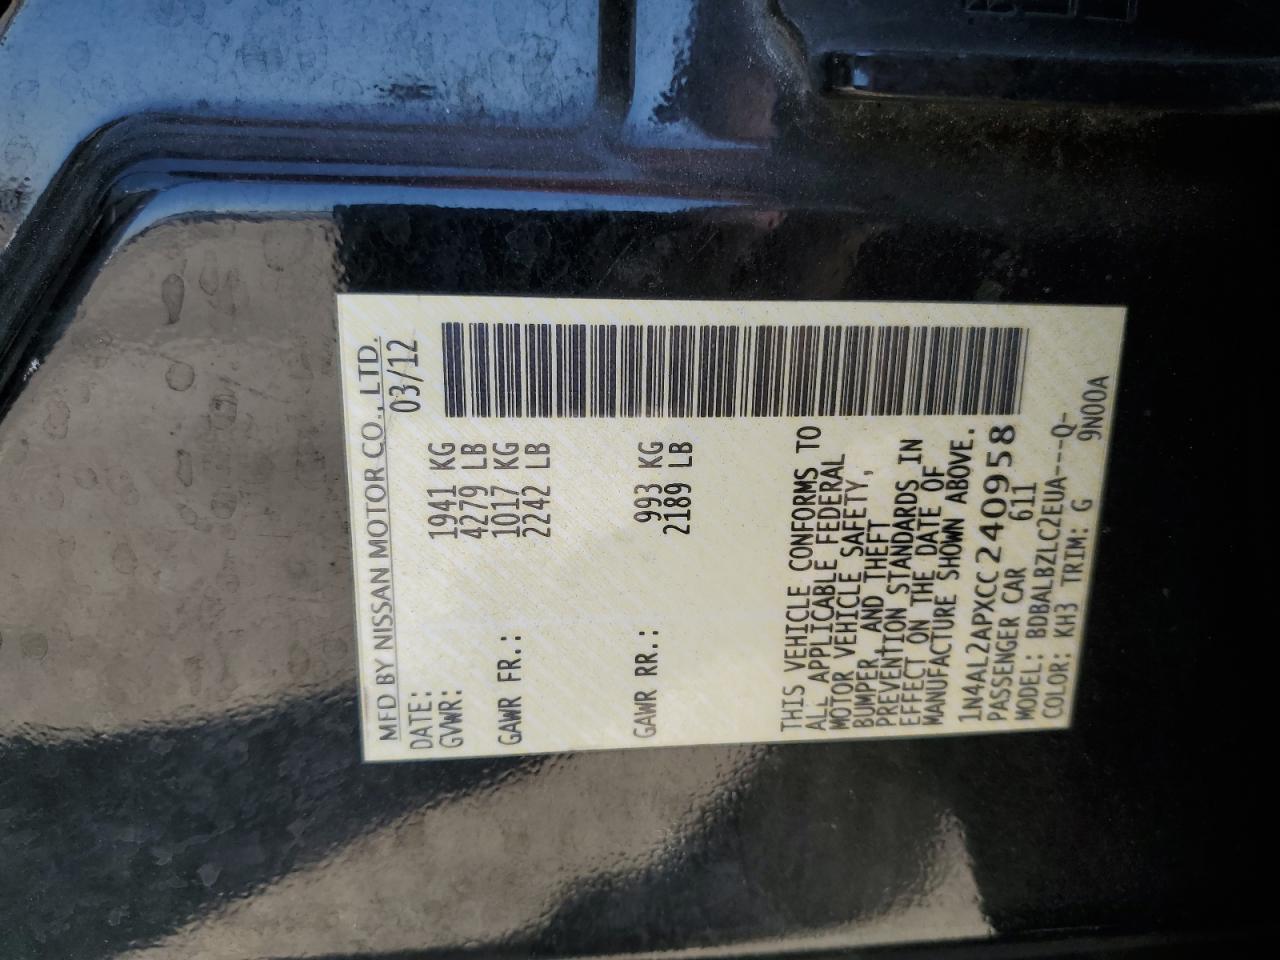 MFD BY NISSAN MOTOR CO., LTD.
DATE: 03/12
GVWR: 1941 KG
4279 LB
GAWR FR.: 1017 KG
2242 LB
GAWR RR.: 993 KG
2189 LB
THIS VEHICLE CONFORMS TO
ALL APPLICABLE FEDERAL
MOTOR VEHICLE SAFETY,
BUMPER, AND THEFT
PREVENTION STANDARDS IN
EFFECT ON THE DATE OF
MANUFACTURE SHOWN ABOVE.
1N4AL2APXCC240958
PASSENGER CAR 611
MODEL: BDBALBZLC2EUA---Q-
COLOR: KH3 TRIM: G 9N00A